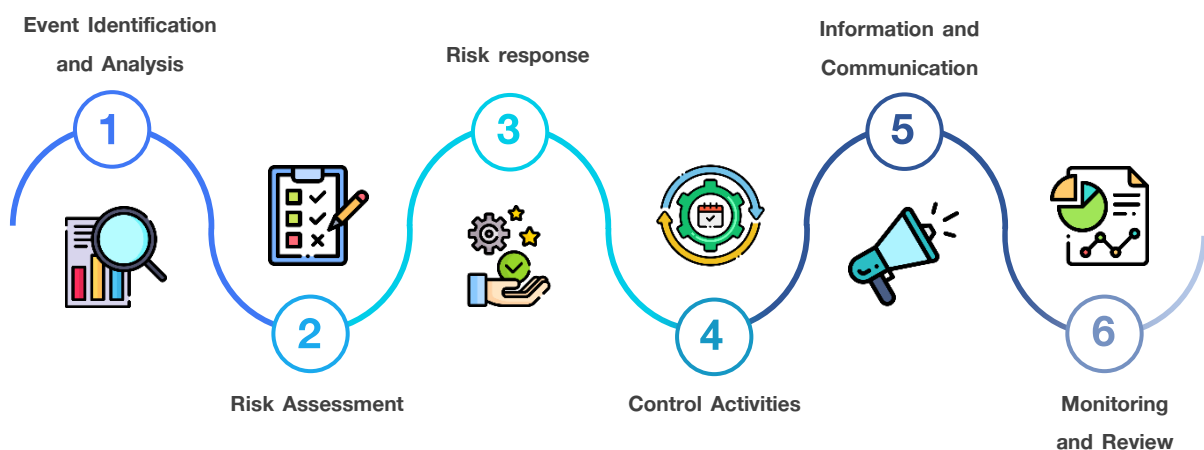 Event Identification
and Analysis
1
Risk Assessment
2
Risk response
3
Control Activities
4
Information and
Communication
5
Monitoring
and Review
6